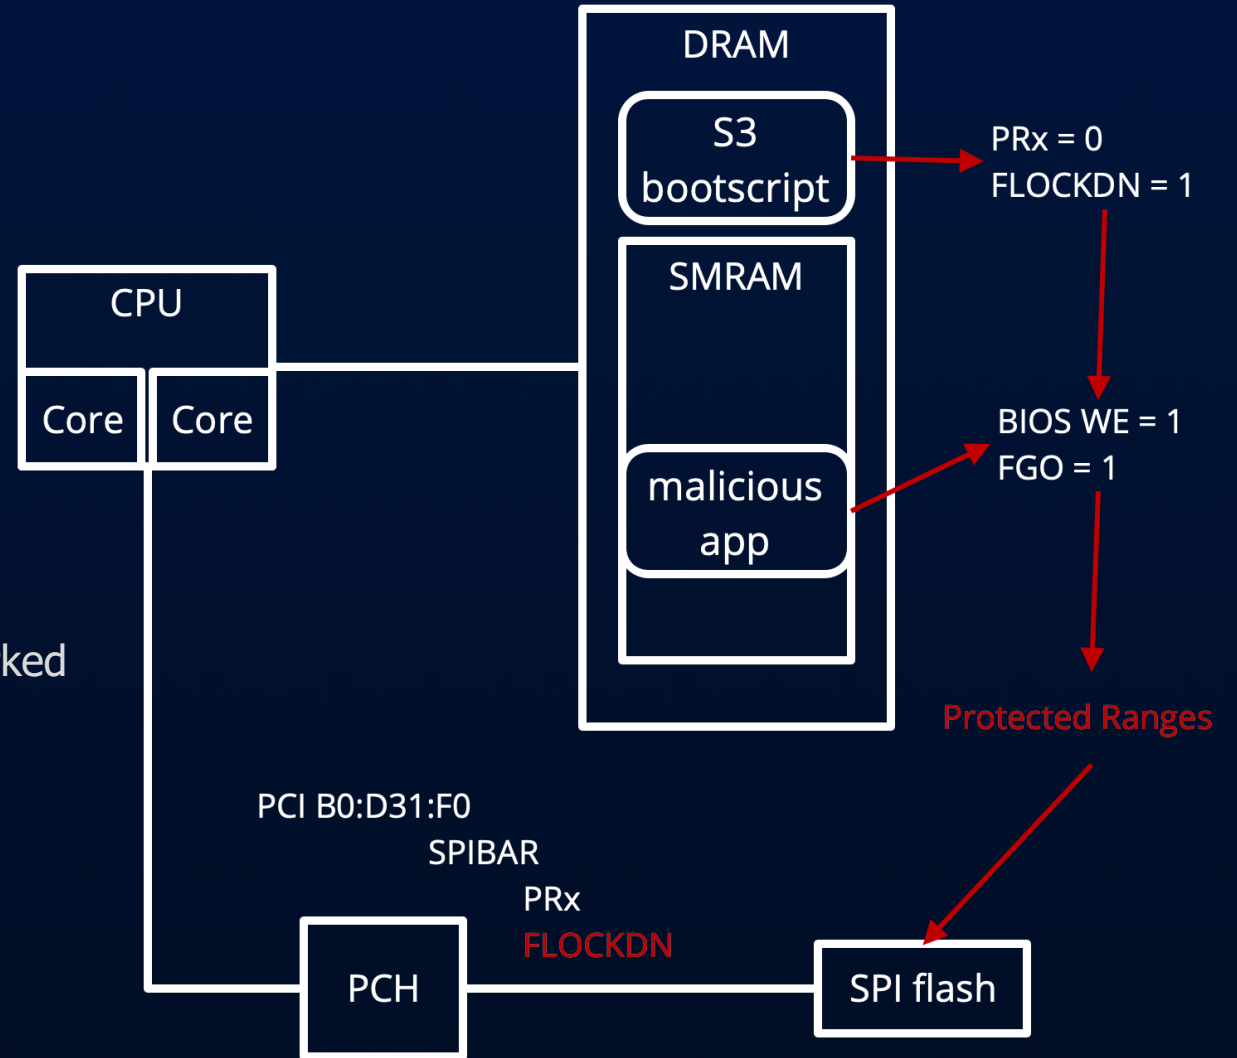 DRAM
S3
bootscript
PRx = 0
FLOCKDN = 1
SMRAM
CPU
Core
Core
BIOS WE = 1
FGO = 1
malicious
app
ked
Protected Ranges
PCI B0:D31:F0
SPIBAR
PRx
FLOCKDN
PCH
SPI flash